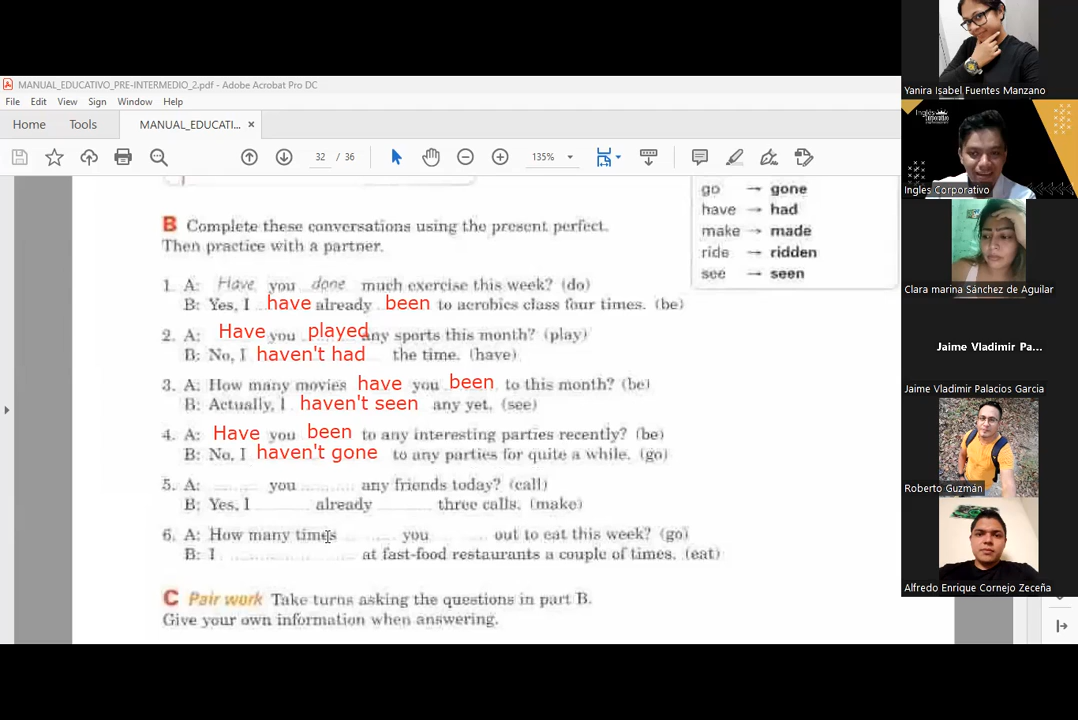 MANUAL_EDUCATIVO_PRE-INTERMEDIO_2.pdf - Adobe Acrobat Pro DC
File Edit View Sign Window Help
Home Tools MANUAL_EDUCATI... ×
32 / 36 135%
go → gone
have → had
make → made
ride → ridden
see → seen
B Complete these conversations using the present perfect.
Then practice with a partner.
1. A: Have you done much exercise this week? (do)
B: Yes, I have already been to aerobics class four times. (be)
2. A: Have you played any sports this month? (play)
B: No, I haven't had the time. (have)
3. A: How many movies have you been to this month? (be)
B: Actually, I haven't seen any yet. (see)
4. A: Have you been to any interesting parties recently? (be)
B: No, I haven't gone to any parties for quite a while. (go)
5. A: you any friends today? (call)
B: Yes, I already three calls. (make)
6. A: How many times you out to eat this week? (go)
B: I at fast-food restaurants a couple of times. (eat)
C Pair work Take turns asking the questions in part B.
Give your own information when answering.
Yanira Isabel Fuentes Manzano
Inglés Corporativo
Ingles Corporativo
Clara marina Sánchez de Aguilar
Jaime Vladimir Pa...
Jaime Vladimir Palacios Garcia
Roberto Guzmán
Alfredo Enrique Cornejo Zeceña